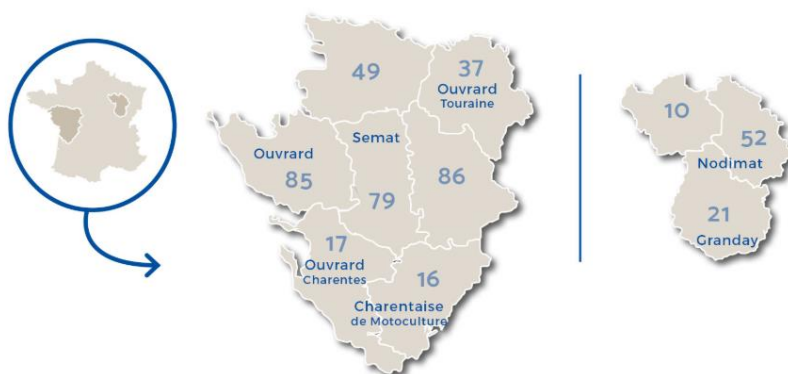 49
37
Ouvrard
Touraine
Semat
Ouvrard
85
79
86
17
Ouvrard
Charentes
16
Charentaise
de Motoculture
10
52
Nodimat
21
Granday